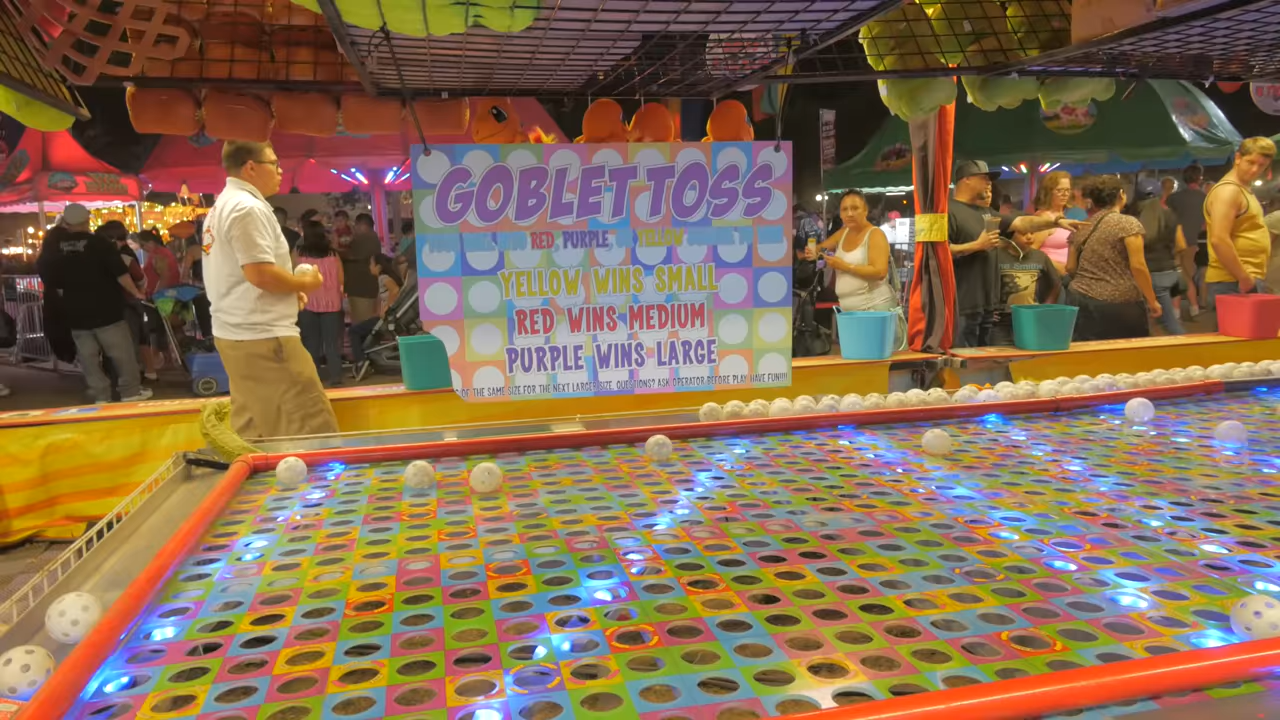 GOBLET TOSS
RED PURPLE YELLOW
YELLOW WINS SMALL
RED WINS MEDIUM
PURPLE WINS LARGE
OF THE SAME SIZE FOR THE NEXT LARGER SIZE. QUESTIONS? ASK OPERATOR BEFORE PLAY. HAVE FUN!!!!